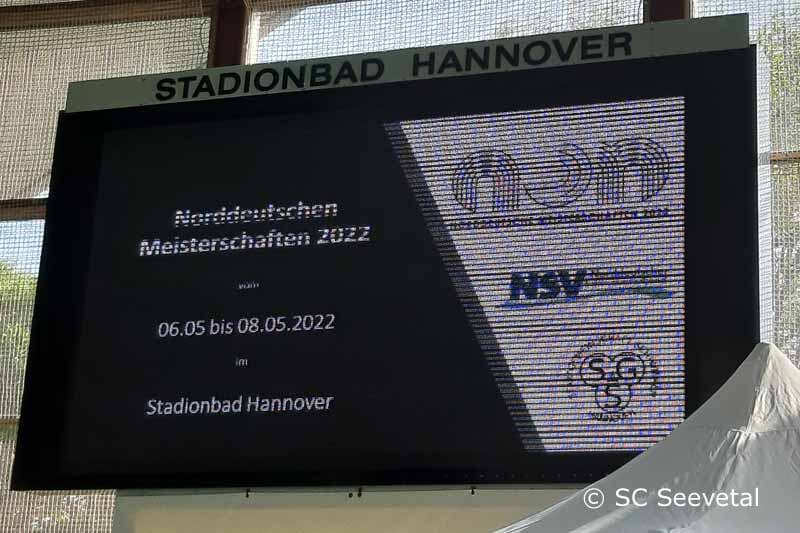 STADIONBAD HANNOVER
Norddeutschen
Meisterschaften 2022
vom
06.05 bis 08.05.2022
im
Stadionbad Hannover
NSV
SGS
© SC Seevetal